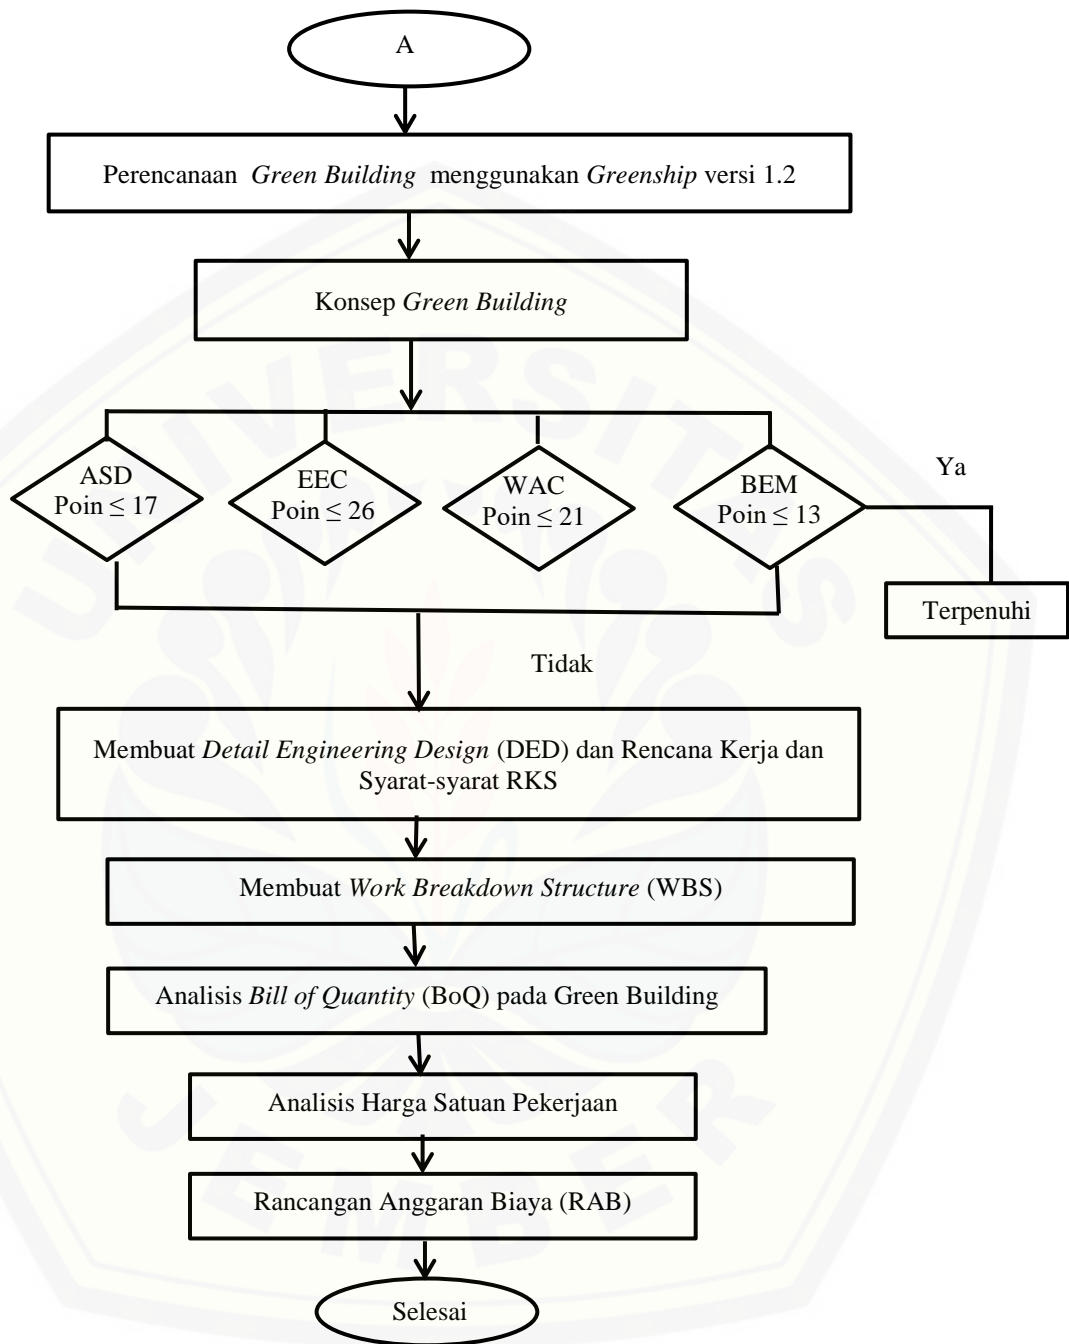 A
Perencanaan Green Building menggunakan Greenship versi 1.2
Konsep Green Building
ASD
Poin ≤ 17
EEC
Poin ≤ 26
WAC
Poin ≤ 21
BEM
Poin ≤ 13
Ya
Terpenuhi
Tidak
Membuat Detail Engineering Design (DED) dan Rencana Kerja dan
Syarat-syarat RKS
Membuat Work Breakdown Structure (WBS)
Analisis Bill of Quantity (BoQ) pada Green Building
Analisis Harga Satuan Pekerjaan
Rancangan Anggaran Biaya (RAB)
Selesai
UNIVERSITAS
JEMBER